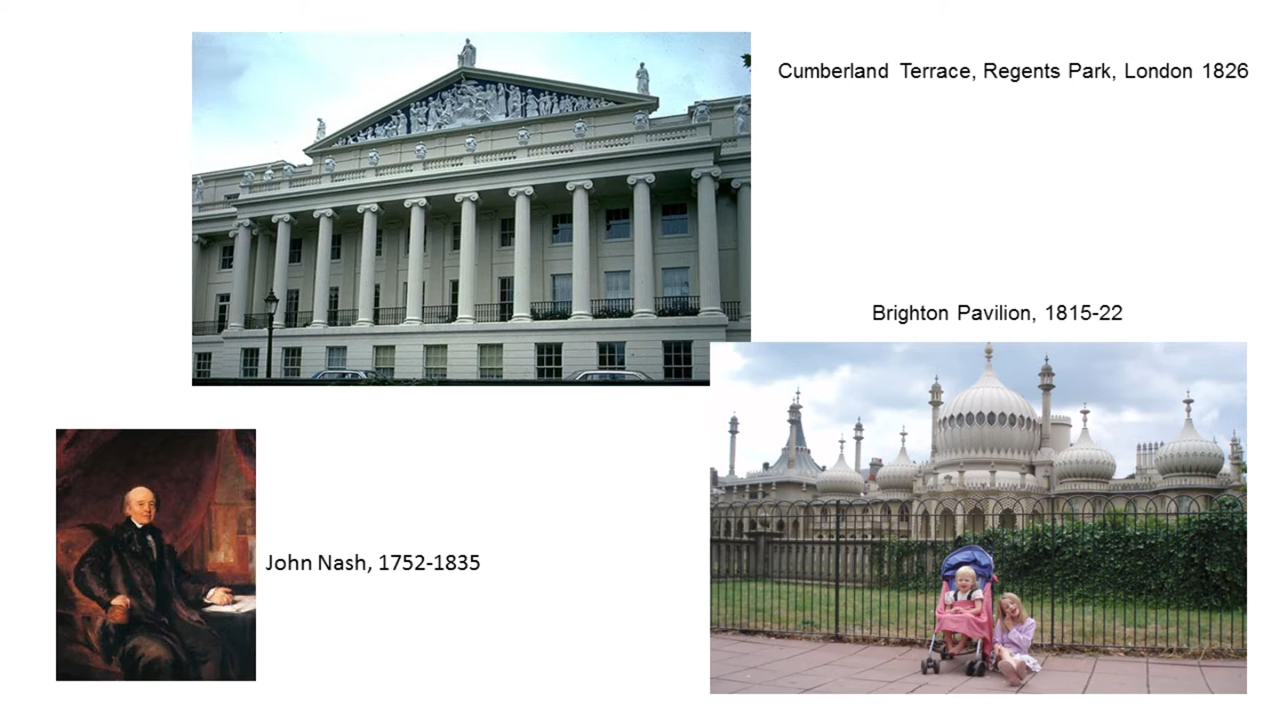 Cumberland Terrace, Regents Park, London 1826
Brighton Pavilion, 1815-22
John Nash, 1752-1835